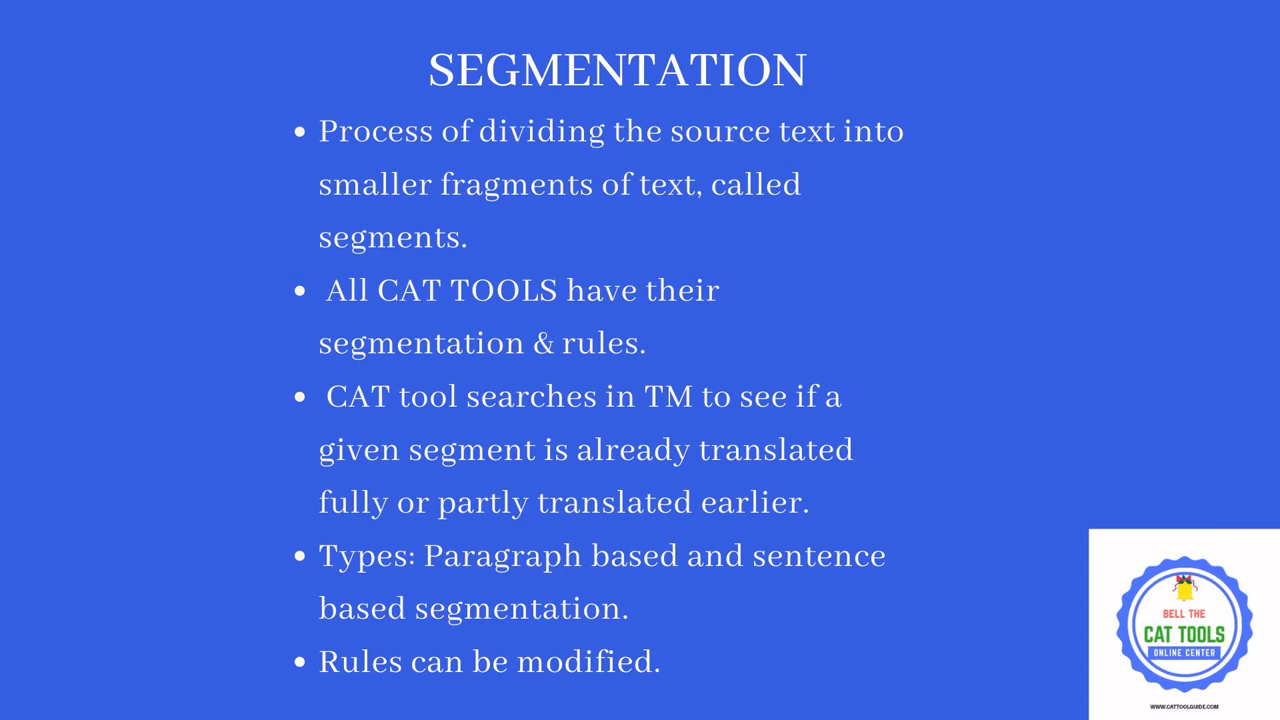 SEGMENTATION
• Process of dividing the source text into
smaller fragments of text, called
segments.
• All CAT TOOLS have their
segmentation & rules.
• CAT tool searches in TM to see if a
given segment is already translated
fully or partly translated earlier.
• Types: Paragraph based and sentence
based segmentation.
• Rules can be modified.
BELL THE
CAT TOOLS
ONLINE CENTER
WWW.CATTOOLGUIDE.COM